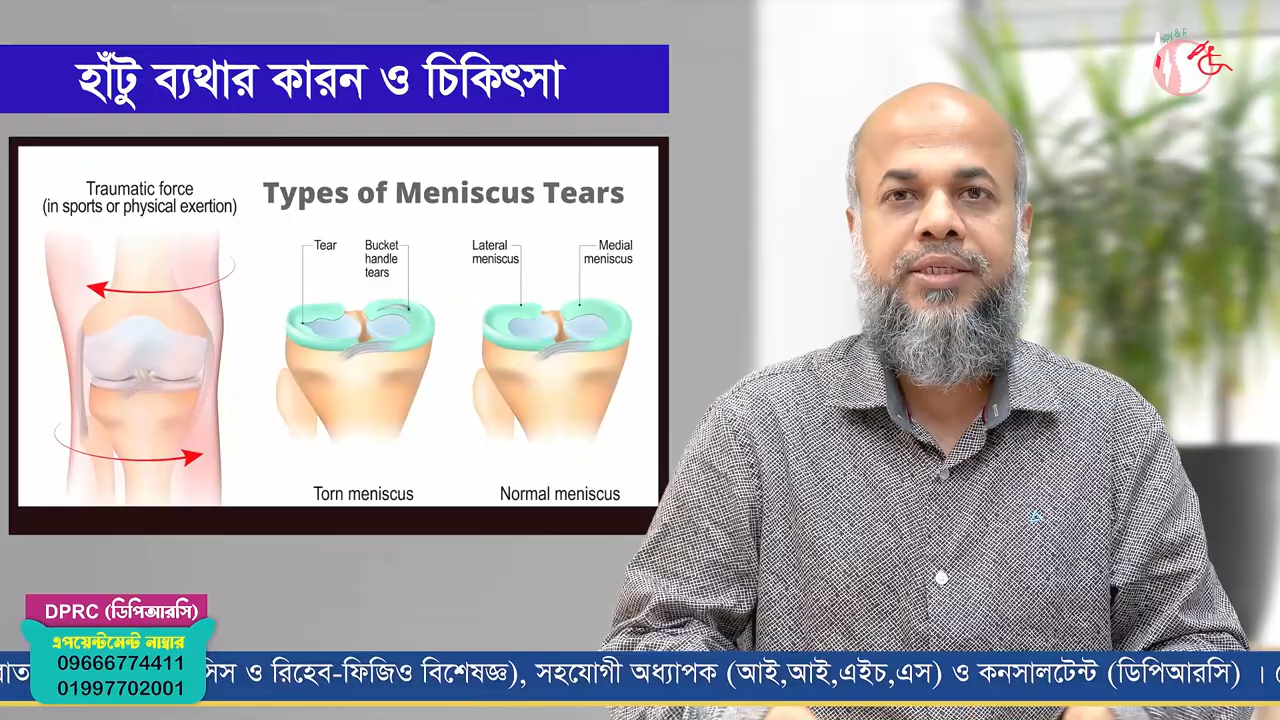 হাঁটু ব্যথার কারন ও চিকিৎসা
Traumatic force
(in sports or physical exertion)
Types of Meniscus Tears
Tear
Bucket
handle
tears
Lateral
meniscus
Medial
meniscus
Torn meniscus
Normal meniscus
DPRC (ডিপিআরসি)
এপয়েন্টমেন্ট নাম্বার
09666774411
01997702001
ও রিহেব-ফিজিও বিশেষজ্ঞ), সহযোগী অধ্যাপক (আই,আই,এইচ,এস) ও কনসালটেন্ট (ডিপিআরসি) ।